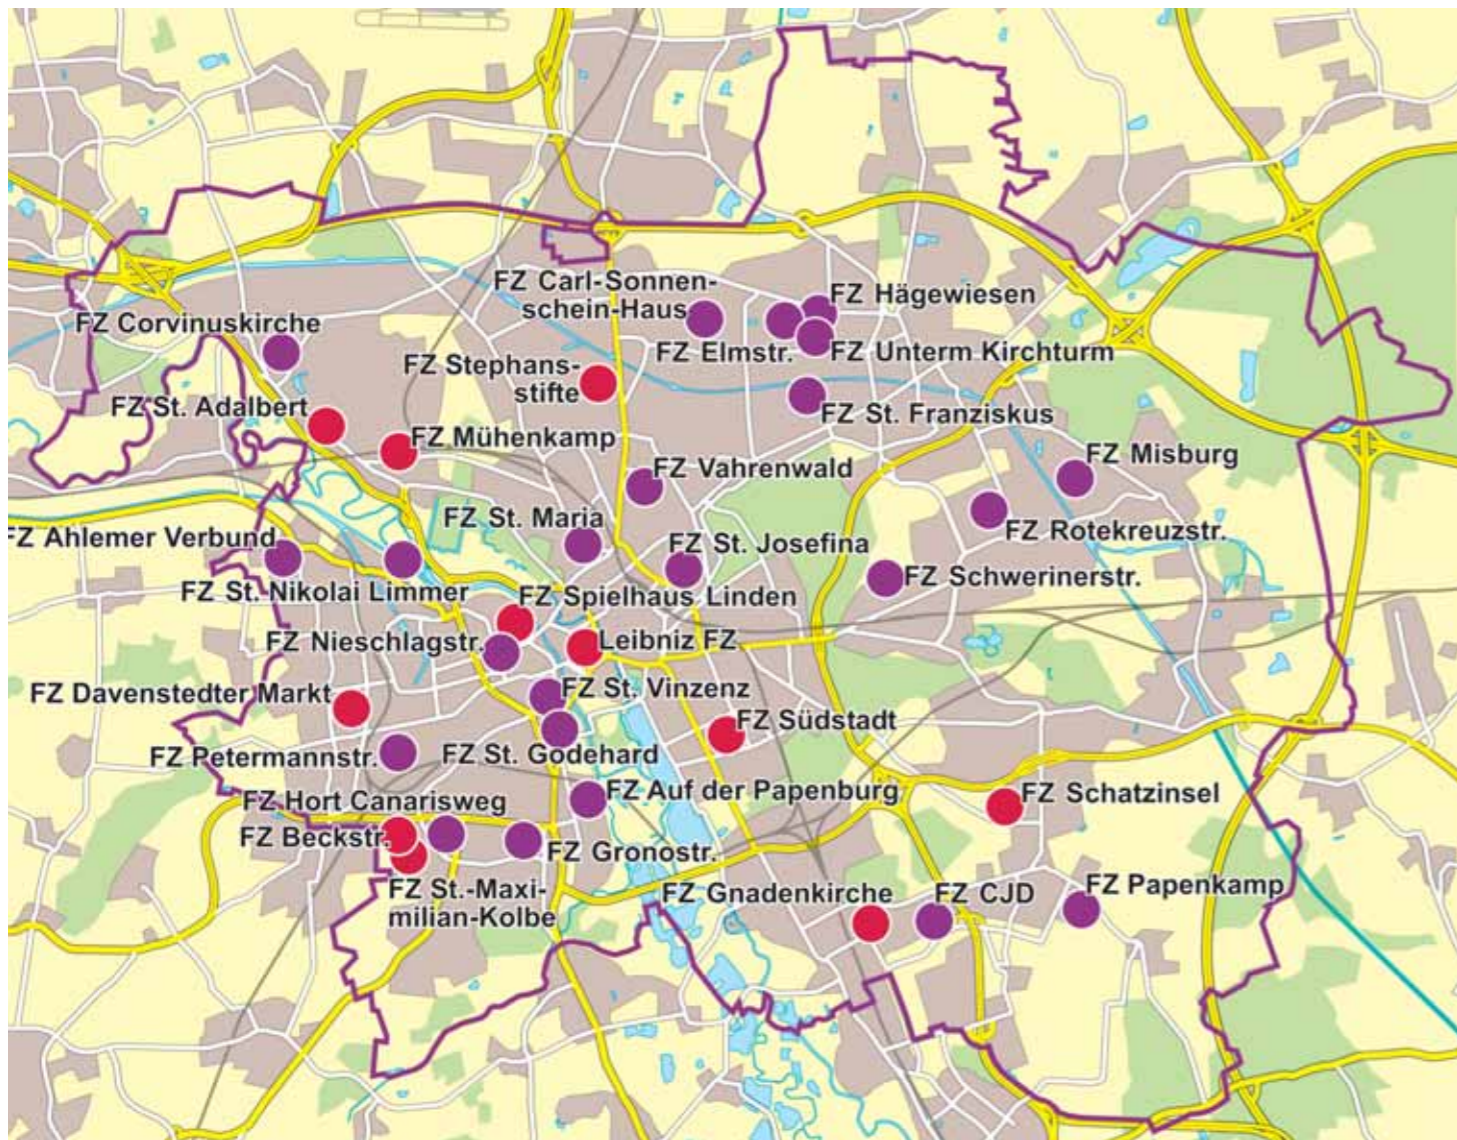 FZ Carl-Sonnen-
schein-Haus
FZ Hägewiesen
FZ Corvinuskirche
FZ Elmstr.
FZ Unterm Kirchturm
FZ Stephans-
stifte
FZ St. Adalbert
FZ St. Franziskus
FZ Mühenkamp
FZ Vahrenwald
FZ Misburg
FZ St. Maria
FZ Rotekreuzstr.
FZ Ahlemer Verbund
FZ St. Josefina
FZ Schwerinerstr.
FZ St. Nikolai Limmer
FZ Spielhaus Linden
FZ Nieschlagstr.
Leibniz FZ
FZ Davenstedter Markt
FZ St. Vinzenz
FZ Südstadt
FZ Petermannstr.
FZ St. Godehard
FZ Auf der Papenburg
FZ Schatzinsel
FZ Hort Canarisweg
FZ Beckstr.
FZ Gronostr.
FZ St.-Maxi-
milian-Kolbe
FZ Gnadenkirche
FZ CJD
FZ Papenkamp